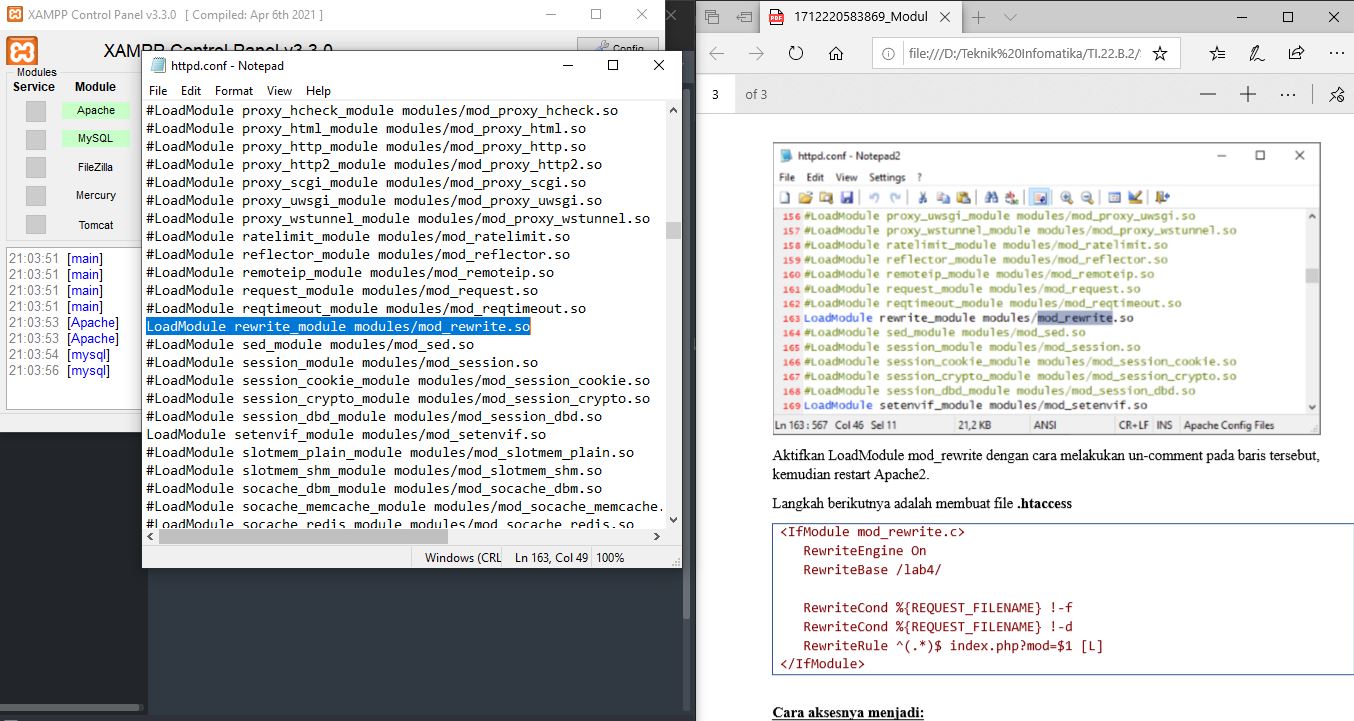 XAMPP Control Panel v3.3.0 [ Compiled: Apr 6th 2021 ]
XAMPP Control Panel v3.3.0
Config
Modules
Service Module
Apache
MySQL
FileZilla
Mercury
Tomcat
21:03:51 [main]
21:03:51 [main]
21:03:51 [main]
21:03:51 [main]
21:03:53 [Apache]
21:03:53 [Apache]
21:03:54 [mysql]
21:03:56 [mysql]
httpd.conf - Notepad
File Edit Format View Help
#LoadModule proxy_hcheck_module modules/mod_proxy_hcheck.so
#LoadModule proxy_html_module modules/mod_proxy_html.so
#LoadModule proxy_http_module modules/mod_proxy_http.so
#LoadModule proxy_http2_module modules/mod_proxy_http2.so
#LoadModule proxy_scgi_module modules/mod_proxy_scgi.so
#LoadModule proxy_uwsgi_module modules/mod_proxy_uwsgi.so
#LoadModule proxy_wstunnel_module modules/mod_proxy_wstunnel.so
#LoadModule ratelimit_module modules/mod_ratelimit.so
#LoadModule reflector_module modules/mod_reflector.so
#LoadModule remoteip_module modules/mod_remoteip.so
#LoadModule request_module modules/mod_request.so
#LoadModule reqtimeout_module modules/mod_reqtimeout.so
LoadModule rewrite_module modules/mod_rewrite.so
#LoadModule sed_module modules/mod_sed.so
#LoadModule session_module modules/mod_session.so
#LoadModule session_cookie_module modules/mod_session_cookie.so
#LoadModule session_crypto_module modules/mod_session_crypto.so
#LoadModule session_dbd_module modules/mod_session_dbd.so
LoadModule setenvif_module modules/mod_setenvif.so
#LoadModule slotmem_plain_module modules/mod_slotmem_plain.so
#LoadModule slotmem_shm_module modules/mod_slotmem_shm.so
#LoadModule socache_dbm_module modules/mod_socache_dbm.so
#LoadModule socache_memcache_module modules/mod_socache_memcache.
#LoadModule socache_redis_module modules/mod_socache_redis.so
Windows (CRL Ln 163, Col 49 100%
1712220583869_Modul
file:///D:/Teknik%20Infomatika/TI.22.B.2/
3 of 3
httpd.conf - Notepad2
File Edit View Settings ?
156 #LoadModule proxy_uwsgi_module modules/mod_proxy_uwsgi.so
157 #LoadModule proxy_wstunnel_module modules/mod_proxy_wstunnel.so
158 #LoadModule ratelimit_module modules/mod_ratelimit.so
159 #LoadModule reflector_module modules/mod_reflector.so
160 #LoadModule remoteip_module modules/mod_remoteip.so
161 #LoadModule request_module modules/mod_request.so
162 #LoadModule reqtimeout_module modules/mod_reqtimeout.so
163 LoadModule rewrite_module modules/mod_rewrite.so
164 #LoadModule sed_module modules/mod_sed.so
165 #LoadModule session_module modules/mod_session.so
166 #LoadModule session_cookie_module modules/mod_session_cookie.so
167 #LoadModule session_crypto_module modules/mod_session_crypto.so
168 #LoadModule session_dbd_module modules/mod_session_dbd.so
169 LoadModule setenvif_module modules/mod_setenvif.so
Ln 163 : 567 Col 46 Sel 11 21,2 KB ANSI CR+LF INS Apache Config Files
Aktifkan LoadModule mod_rewrite dengan cara melakukan un-comment pada baris tersebut,
kemudian restart Apache2.
Langkah berikutnya adalah membuat file .htaccess
<IfModule mod_rewrite.c>
RewriteEngine On
RewriteBase /lab4/
RewriteCond %{REQUEST_FILENAME} !-f
RewriteCond %{REQUEST_FILENAME} !-d
RewriteRule ^(.*)$ index.php?mod=$1 [L]
</IfModule>
Cara aksesnya menjadi: